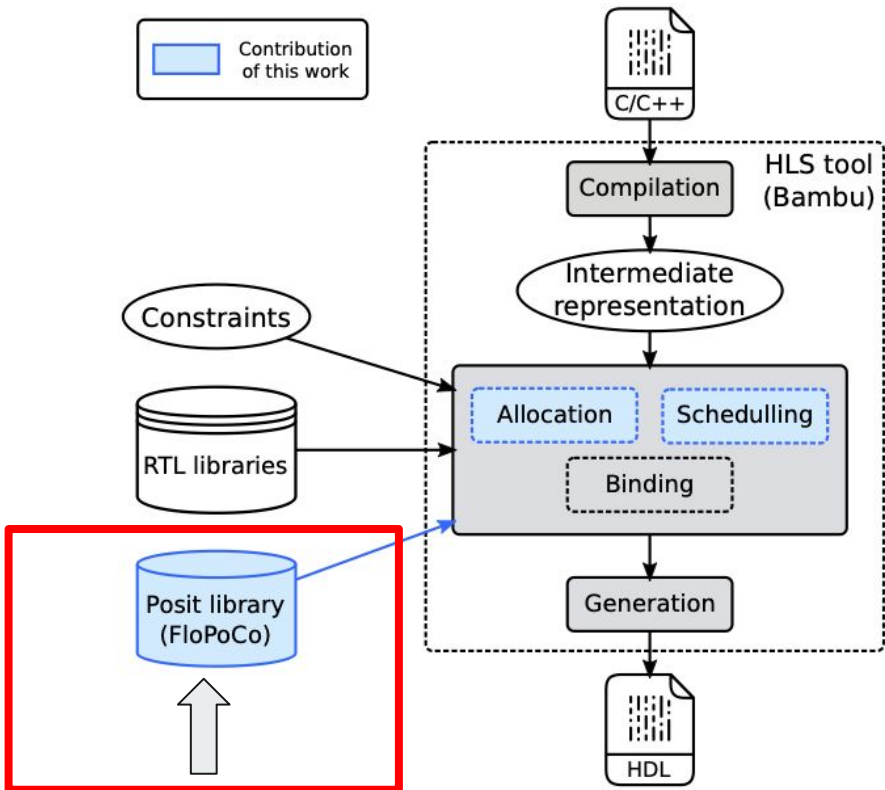 Contribution
of this work
C/C++
HLS tool
(Bambu)
Compilation
Intermediate
representation
Constraints
Allocation
Schedulling
RTL libraries
Binding
Posit library
(FloPoCo)
Generation
HDL